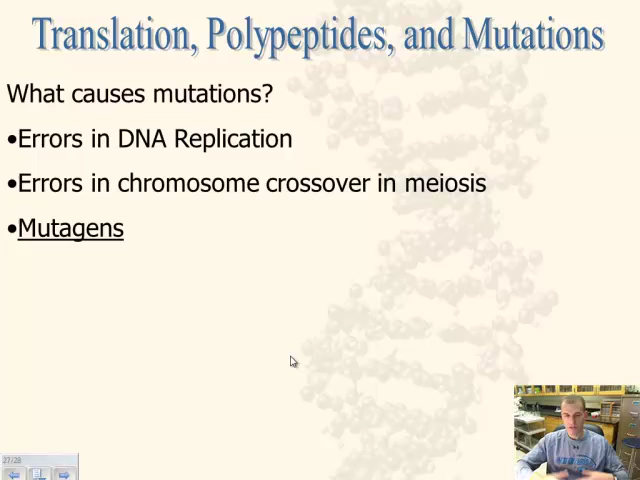 Translation, Polypeptides, and Mutations
What causes mutations?
•Errors in DNA Replication
•Errors in chromosome crossover in meiosis
•Mutagens
27/28